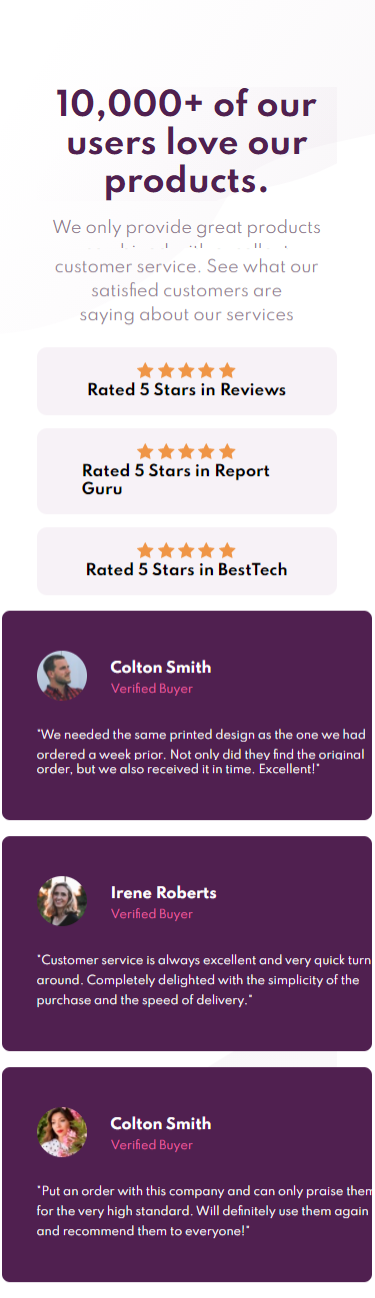 10,000+ of our
users love our
products.
We only provide great products
customer service. See what our
satisfied customers are
saying about our services
Rated 5 Stars in Reviews
Rated 5 Stars in Report
Guru
Rated 5 Stars in BestTech
Colton Smith
Verified Buyer
"We needed the same printed design as the one we had
ordered a week prior. Not only did they find the original
order, but we also received it in time. Excellent!"
Irene Roberts
Verified Buyer
"Customer service is always excellent and very quick turn
around. Completely delighted with the simplicity of the
purchase and the speed of delivery."
Colton Smith
Verified Buyer
"Put an order with this company and can only praise them
for the very high standard. Will definitely use them again
and recommend them to everyone!"